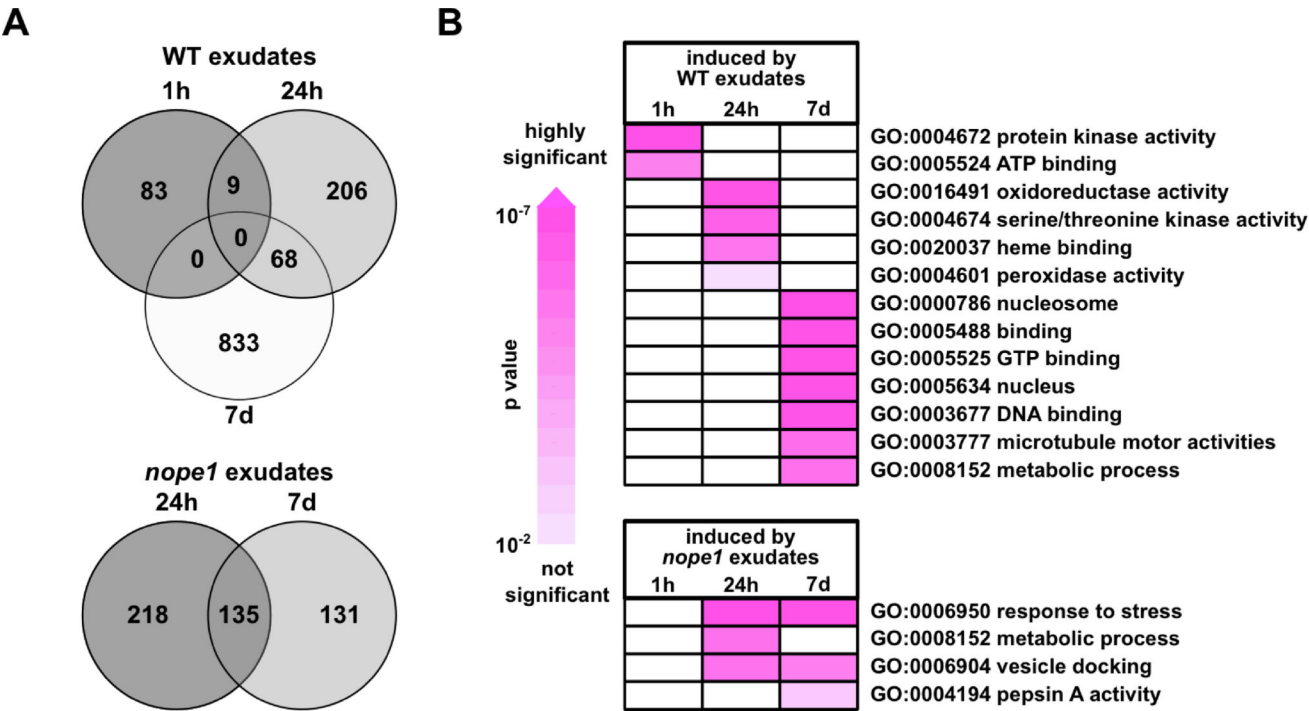 A
WT exudates
1h
24h
83
9
206
0
0
68
833
7d
nope1 exudates
24h
7d
218
135
131
B
induced by
WT exudates
1h
24h
7d
highly
significant
10-7
p value
10-2
not
significant
GO:0004672 protein kinase activity
GO:0005524 ATP binding
GO:0016491 oxidoreductase activity
GO:0004674 serine/threonine kinase activity
GO:0020037 heme binding
GO:0004601 peroxidase activity
GO:0000786 nucleosome
GO:0005488 binding
GO:0005525 GTP binding
GO:0005634 nucleus
GO:0003677 DNA binding
GO:0003777 microtubule motor activities
GO:0008152 metabolic process
induced by
nope1 exudates
1h
24h
7d
GO:0006950 response to stress
GO:0008152 metabolic process
GO:0006904 vesicle docking
GO:0004194 pepsin A activity